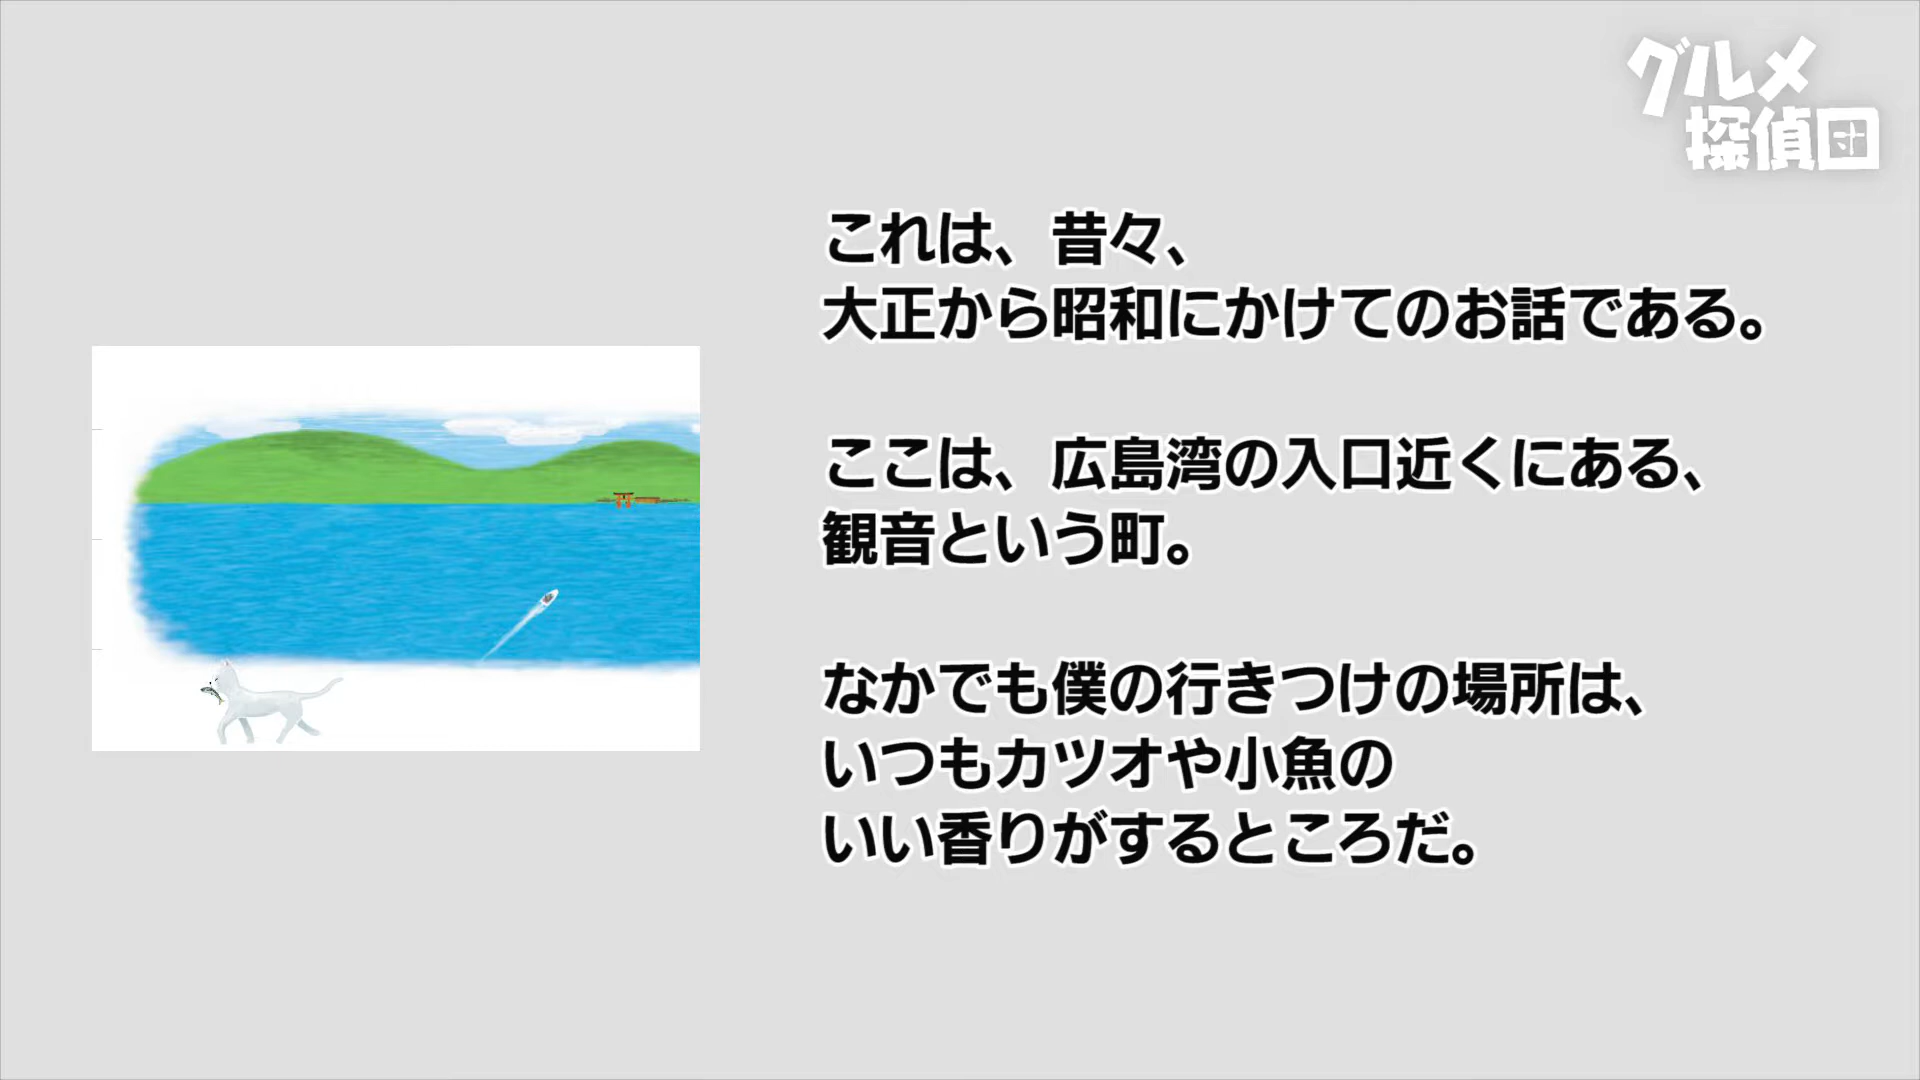 グルメ
探偵団
これは、昔々、
大正から昭和にかけてのお話である。
ここは、広島湾の入口近くにある、
観音という町。
なかでも僕の行きつけの場所は、
いつもカツオや小魚の
いい香りがするところだ。